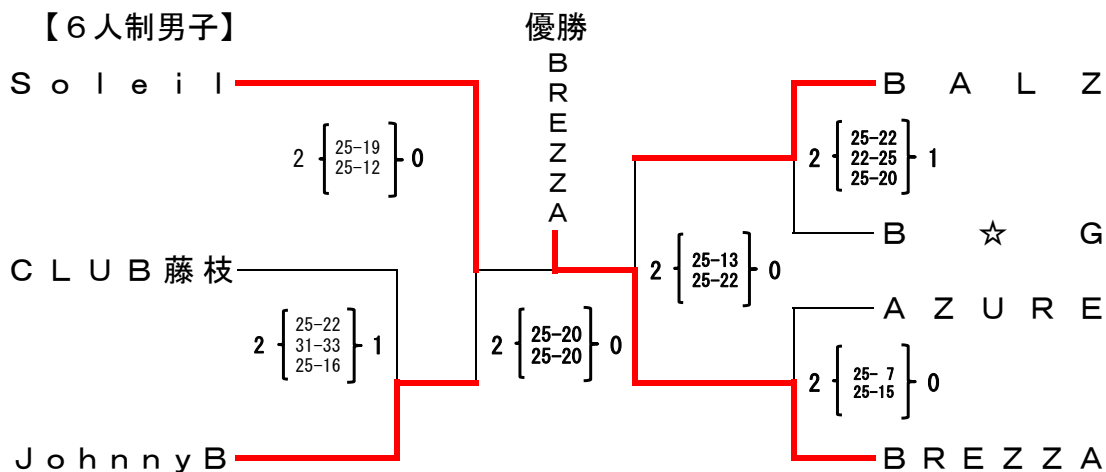 【６人制男子】
優勝
ＢＲＥＺＺＡ
Ｓｏｌｅｉｌ
ＢＡＬＺ
2 25-19 0
25-12
2 25-22 1
22-25
25-20
Ｂ☆Ｇ
ＣＬＵＢ藤枝
2 25-13 0
25-22
ＡＺＵＲＥ
2 25-22 1
31-33
25-16
2 25-20 0
25-20
2 25- 7 0
25-15
ＪｏｈｎｎｙＢ
ＢＲＥＺＺＡ